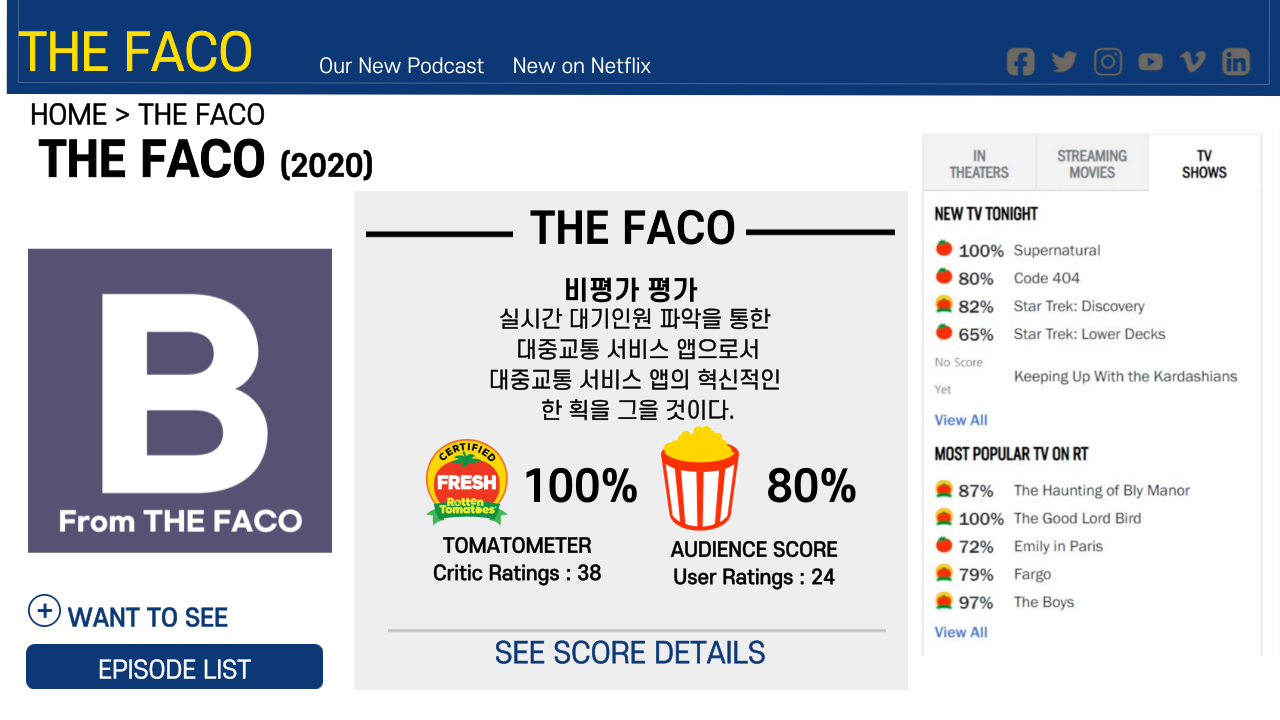 THE FACO
Our New Podcast
New on Netflix
HOME > THE FACO
THE FACO (2020)
B
From THE FACO
WANT TO SEE
EPISODE LIST
THE FACO
비평가 평가
실시간 대기인원 파악을 통한
대중교통 서비스 앱으로서
대중교통 서비스 앱의 혁신적인
한 획을 그을 것이다.
CERTIFIED
FRESH
Rotten
Tomatoes
100%
80%
TOMATOMETER
Critic Ratings : 38
AUDIENCE SCORE
User Ratings : 24
SEE SCORE DETAILS
IN
THEATERS
STREAMING
MOVIES
TV
SHOWS
NEW TV TONIGHT
100% Supernatural
80% Code 404
82% Star Trek: Discovery
65% Star Trek: Lower Decks
No Score
Yet
Keeping Up With the Kardashians
View All
MOST POPULAR TV ON RT
87% The Haunting of Bly Manor
100% The Good Lord Bird
72% Emily in Paris
79% Fargo
97% The Boys
View All